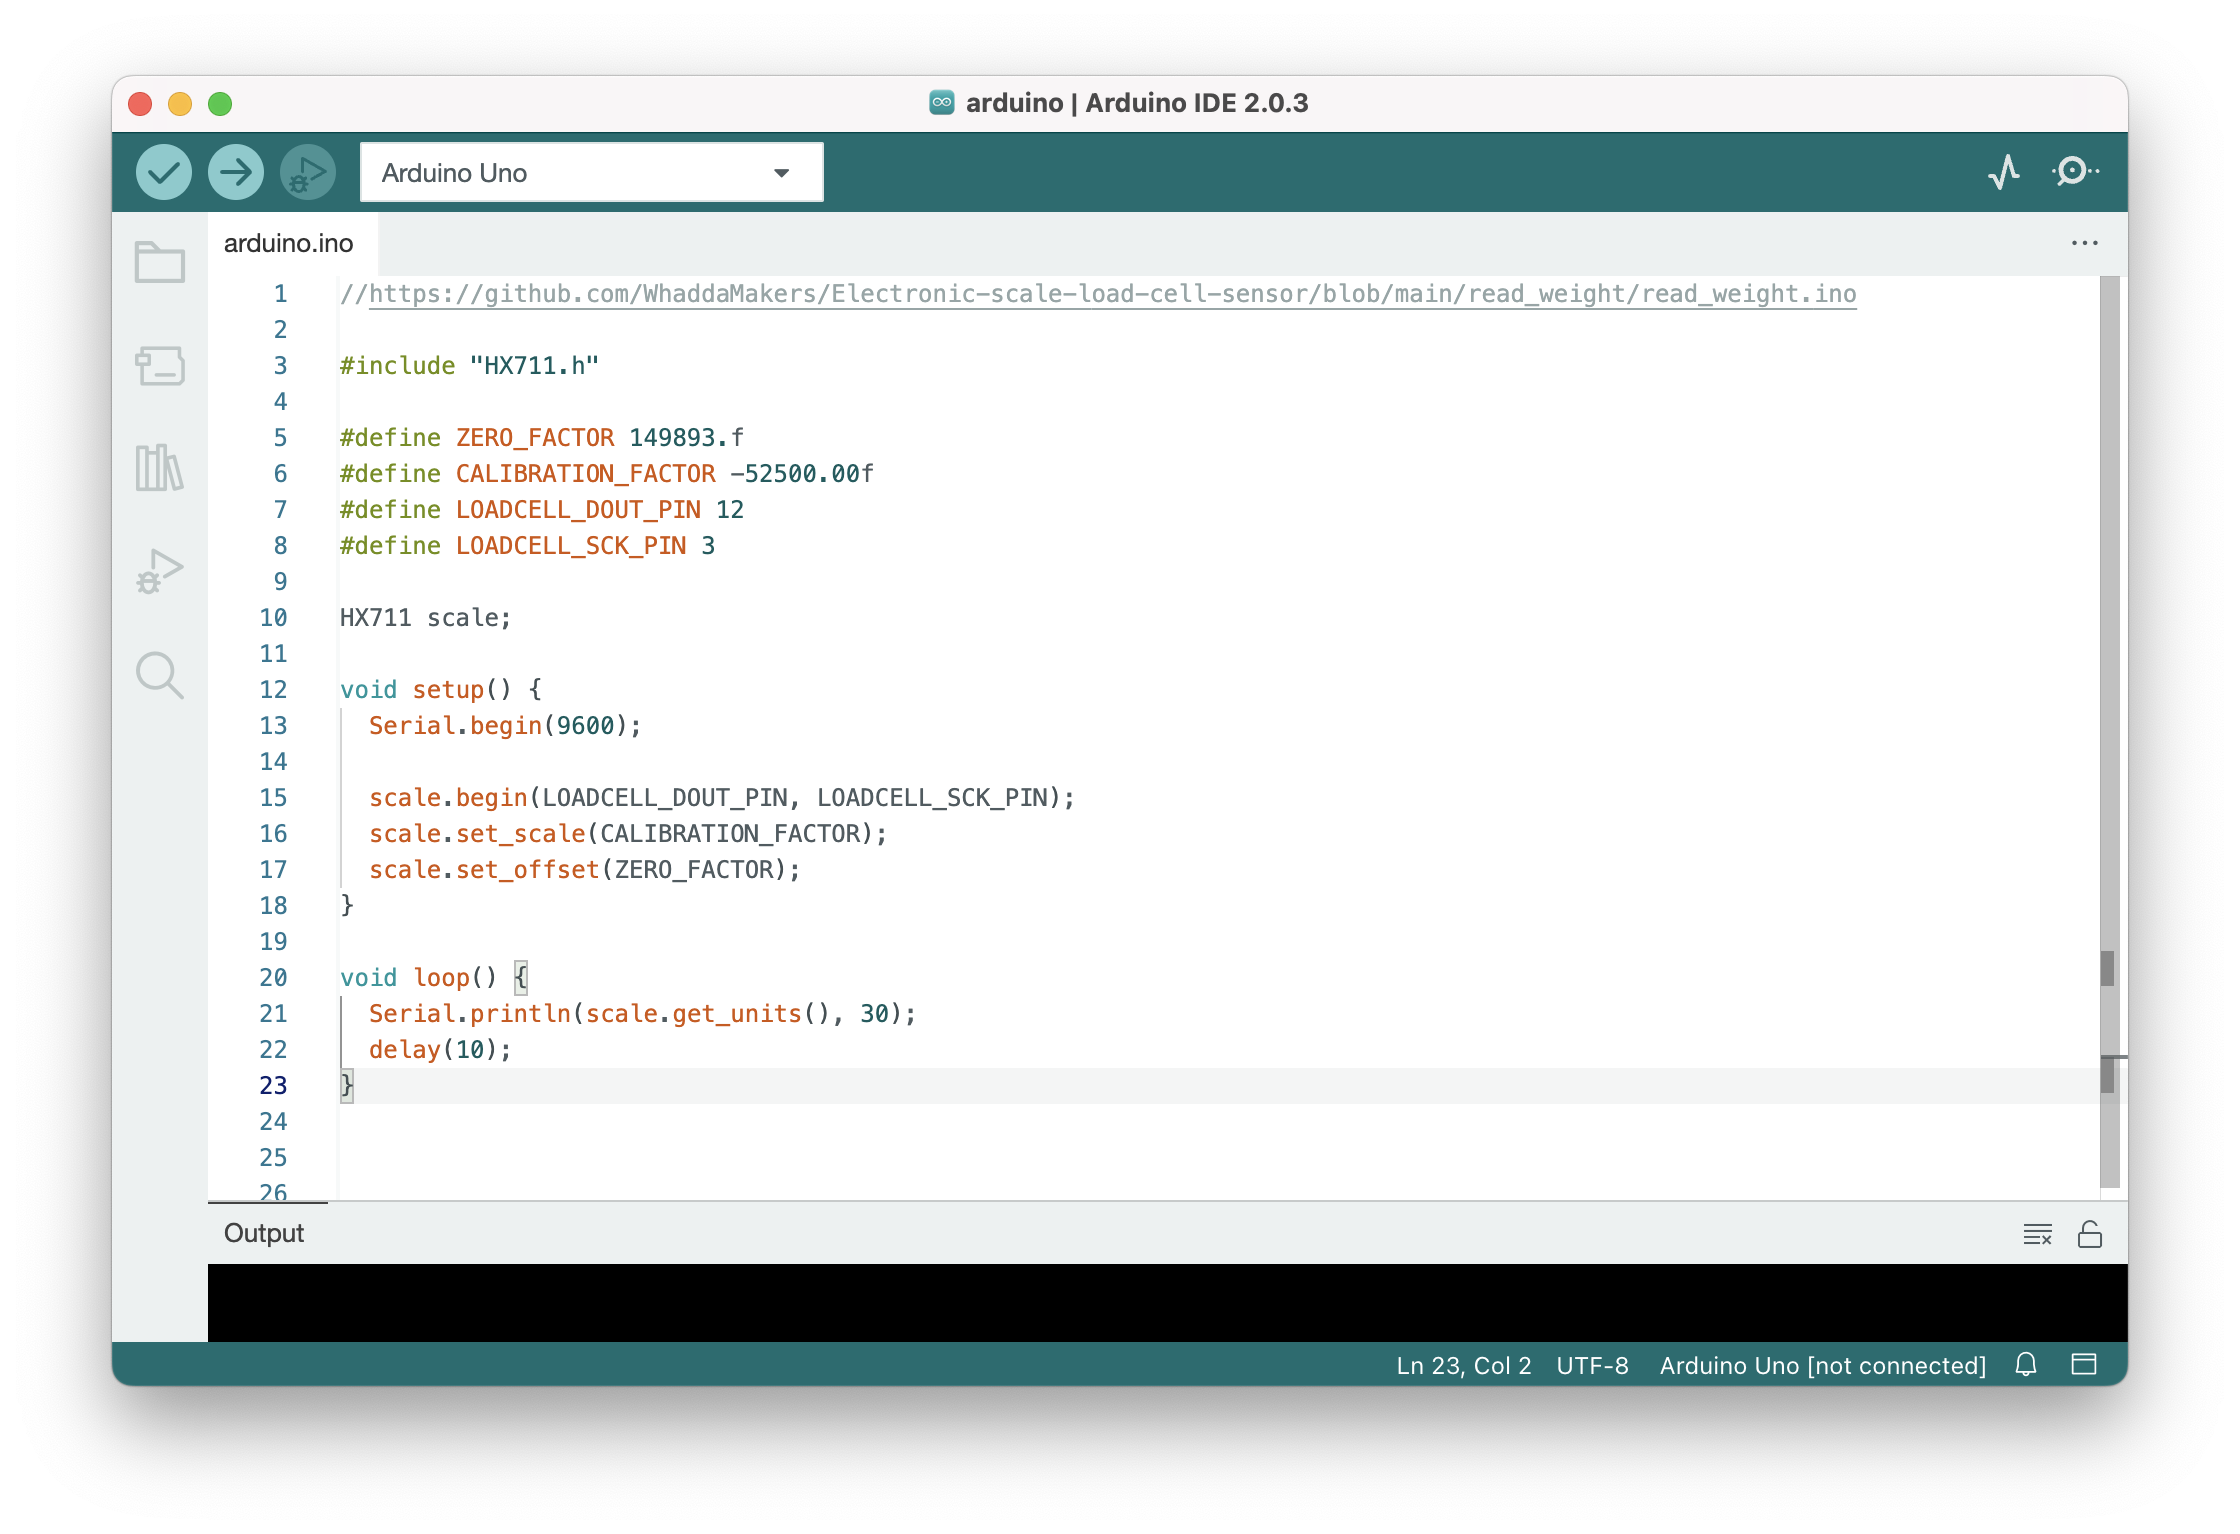 arduino | Arduino IDE 2.0.3
Arduino Uno
arduino.ino
1 //https://github.com/WhaddaMakers/Electronic-scale-load-cell-sensor/blob/main/read_weight/read_weight.ino
2
3 #include "HX711.h"
4
5 #define ZERO_FACTOR 149893.f
6 #define CALIBRATION_FACTOR -52500.00f
7 #define LOADCELL_DOUT_PIN 12
8 #define LOADCELL_SCK_PIN 3
9
10 HX711 scale;
11
12 void setup() {
13   Serial.begin(9600);
14
15   scale.begin(LOADCELL_DOUT_PIN, LOADCELL_SCK_PIN);
16   scale.set_scale(CALIBRATION_FACTOR);
17   scale.set_offset(ZERO_FACTOR);
18 }
19
20 void loop() {
21   Serial.println(scale.get_units(), 30);
22   delay(10);
23 }
24
25
26
Output
Ln 23, Col 2 UTF-8 Arduino Uno [not connected]